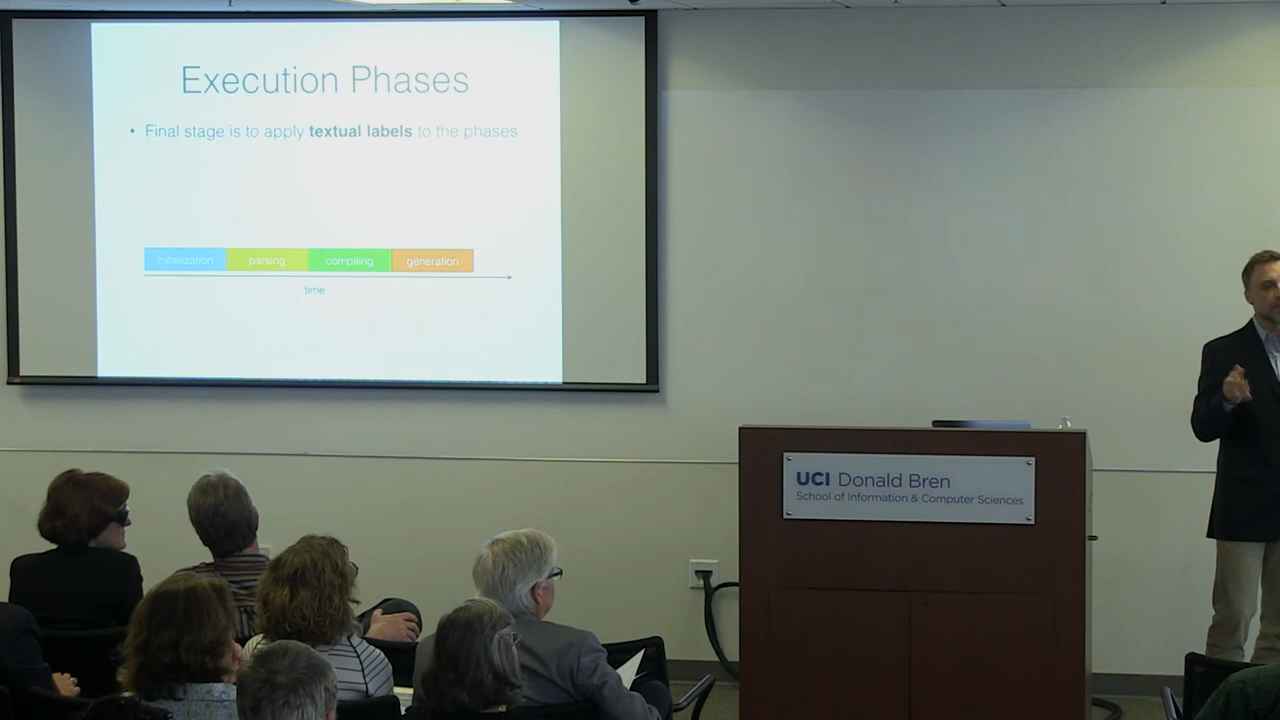 Execution Phases
• Final stage is to apply textual labels to the phases
initialization parsing compiling generation
time
UCI Donald Bren
School of Information & Computer Sciences